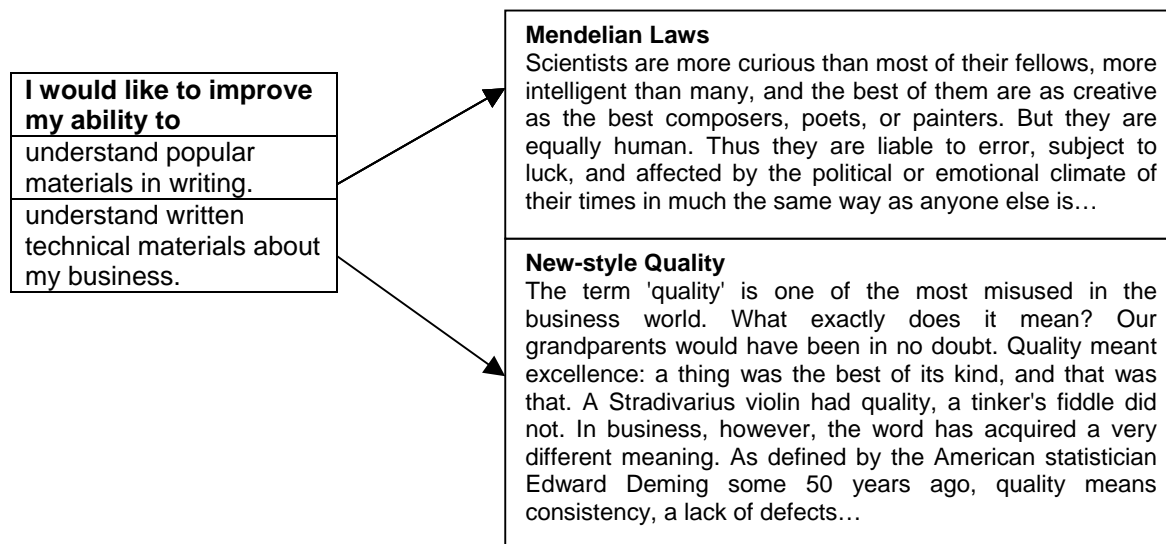 I would like to improve
my ability to
understand popular
materials in writing.
understand written
technical materials about
my business.
Mendelian Laws
Scientists are more curious than most of their fellows, more
intelligent than many, and the best of them are as creative
as the best composers, poets, or painters. But they are
equally human. Thus they are liable to error, subject to
luck, and affected by the political or emotional climate of
their times in much the same way as anyone else is…
New-style Quality
The term 'quality' is one of the most misused in the
business world. What exactly does it mean? Our
grandparents would have been in no doubt. Quality meant
excellence: a thing was the best of its kind, and that was
that. A Stradivarius violin had quality, a tinker's fiddle did
not. In business, however, the word has acquired a very
different meaning. As defined by the American statistician
Edward Deming some 50 years ago, quality means
consistency, a lack of defects…